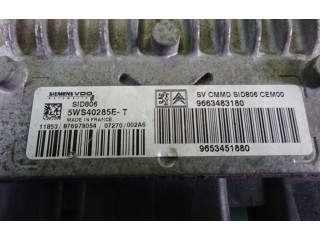 SIEMENS VDO
SID806
5WS40285E-T
MADE IN FRANCE
11853/876979054 / 07270/002A6
SV CMMD SID806 CEM00
9663483180
9653451880